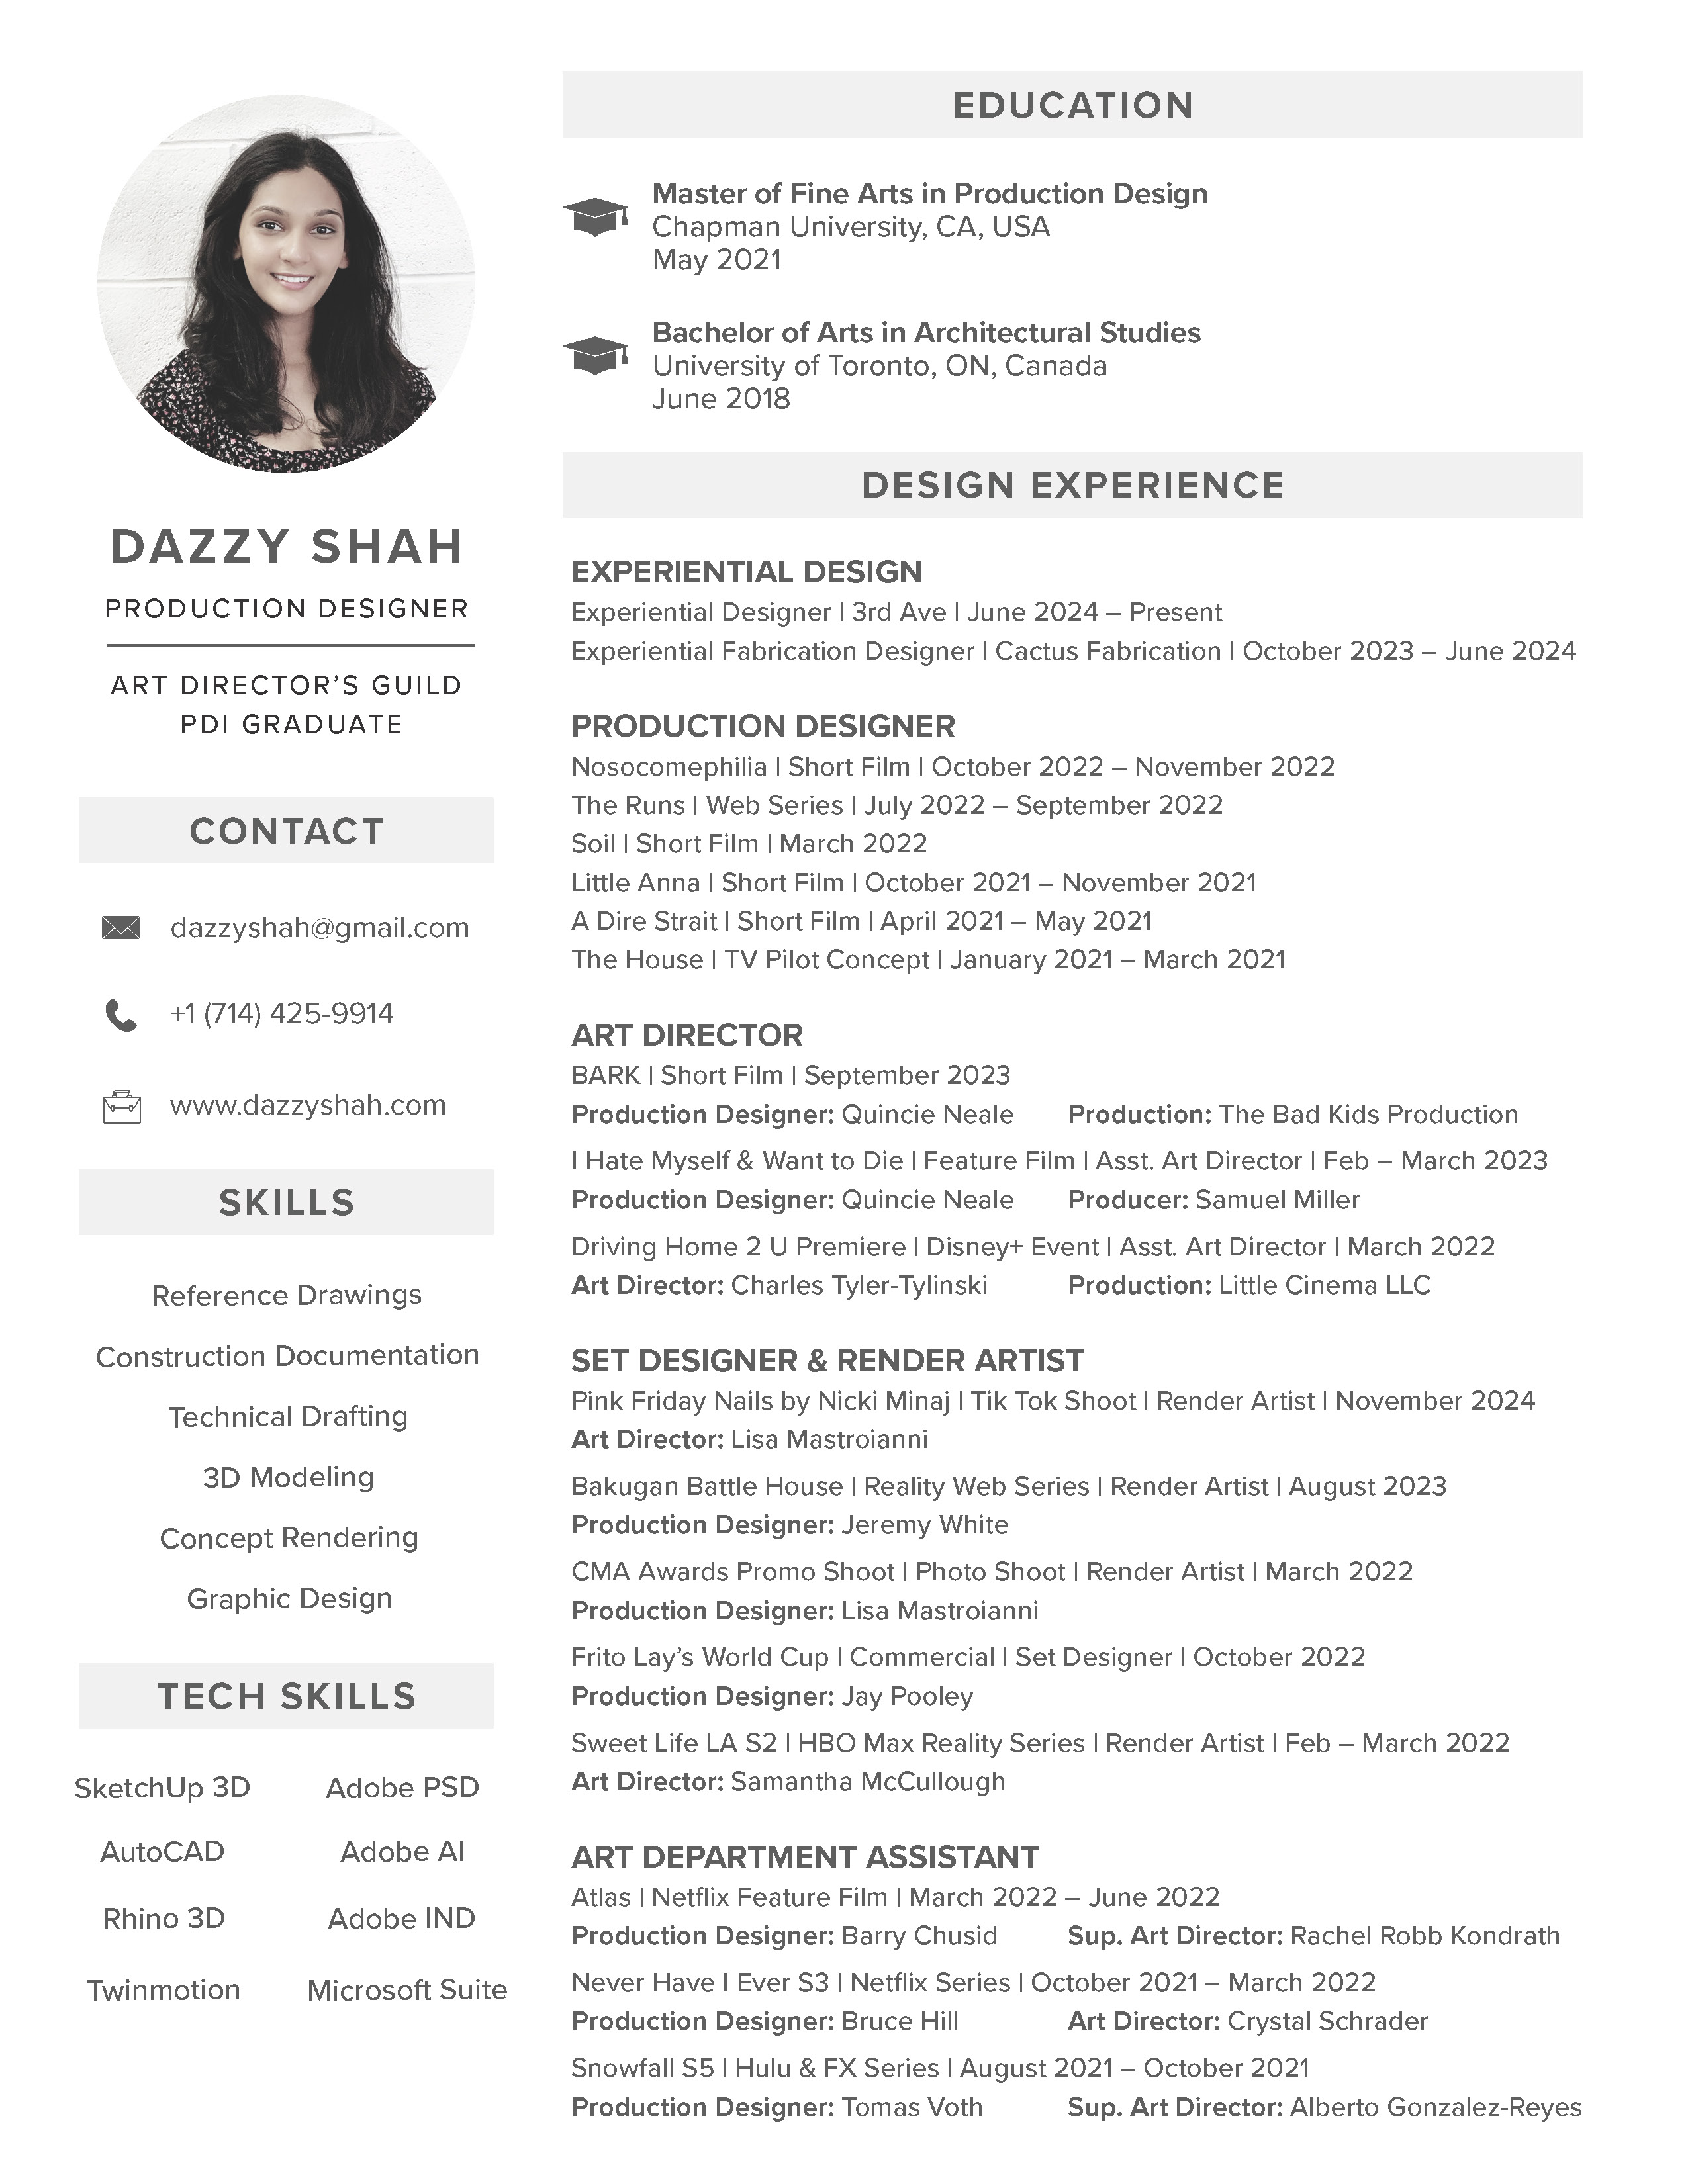 DAZZY SHAH
PRODUCTION DESIGNER
ART DIRECTOR’S GUILD
PDI GRADUATE
CONTACT
dazzyshah@gmail.com
+1 (714) 425-9914
www.dazzyshah.com
SKILLS
Reference Drawings
Construction Documentation
Technical Drafting
3D Modeling
Concept Rendering
Graphic Design
TECH SKILLS
SketchUp 3D Adobe PSD
AutoCAD Adobe AI
Rhino 3D Adobe IND
Twinmotion Microsoft Suite
EDUCATION
Master of Fine Arts in Production Design
Chapman University, CA, USA
May 2021
Bachelor of Arts in Architectural Studies
University of Toronto, ON, Canada
June 2018
DESIGN EXPERIENCE
EXPERIENTIAL DESIGN
Experiential Designer | 3rd Ave | June 2024 – Present
Experiential Fabrication Designer | Cactus Fabrication | October 2023 – June 2024
PRODUCTION DESIGNER
Nosocomephilia | Short Film | October 2022 – November 2022
The Runs | Web Series | July 2022 – September 2022
Soil | Short Film | March 2022
Little Anna | Short Film | October 2021 – November 2021
A Dire Strait | Short Film | April 2021 – May 2021
The House | TV Pilot Concept | January 2021 – March 2021
ART DIRECTOR
BARK | Short Film | September 2023
Production Designer: Quincie Neale Production: The Bad Kids Production
I Hate Myself & Want to Die | Feature Film | Asst. Art Director | Feb – March 2023
Production Designer: Quincie Neale Producer: Samuel Miller
Driving Home 2 U Premiere | Disney+ Event | Asst. Art Director | March 2022
Art Director: Charles Tyler-Tylinski Production: Little Cinema LLC
SET DESIGNER & RENDER ARTIST
Pink Friday Nails by Nicki Minaj | Tik Tok Shoot | Render Artist | November 2024
Art Director: Lisa Mastroianni
Bakugan Battle House | Reality Web Series | Render Artist | August 2023
Production Designer: Jeremy White
CMA Awards Promo Shoot | Photo Shoot | Render Artist | March 2022
Production Designer: Lisa Mastroianni
Frito Lay’s World Cup | Commercial | Set Designer | October 2022
Production Designer: Jay Pooley
Sweet Life LA S2 | HBO Max Reality Series | Render Artist | Feb – March 2022
Art Director: Samantha McCullough
ART DEPARTMENT ASSISTANT
Atlas | Netflix Feature Film | March 2022 – June 2022
Production Designer: Barry Chusid Sup. Art Director: Rachel Robb Kondrath
Never Have I Ever S3 | Netflix Series | October 2021 – March 2022
Production Designer: Bruce Hill Art Director: Crystal Schrader
Snowfall S5 | Hulu & FX Series | August 2021 – October 2021
Production Designer: Tomas Voth Sup. Art Director: Alberto Gonzalez-Reyes